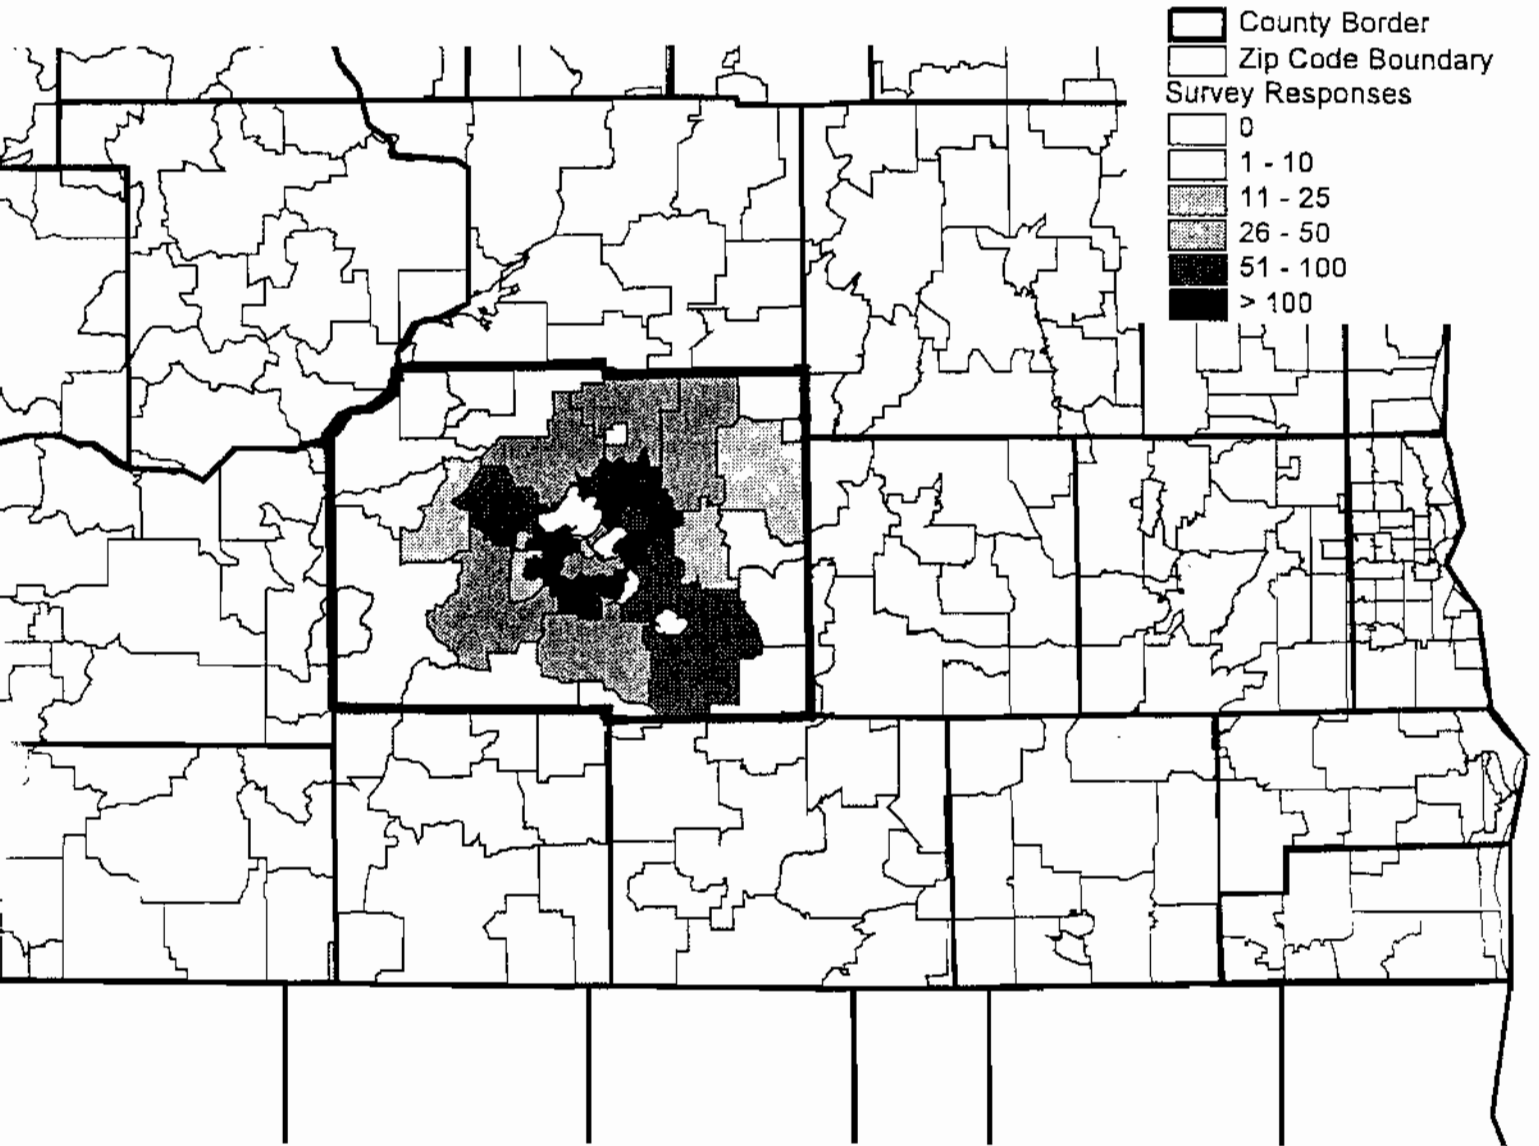 County Border
Zip Code Boundary
Survey Responses
0
1 - 10
11 - 25
26 - 50
51 - 100
> 100